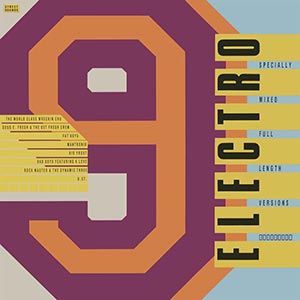 STREET
SOUNDS
9
ELECTRO
SPECIALLY
MIXED
FULL
LENGTH
VERSIONS
THE WORLD CLASS WRECKIN CRU
DOUG E. FRESH & THE GET FRESH CREW
FAT BOYS
MANTRONIX
KID FROST
BAD BOYS FEATURING K LOVE
ROCK MASTER & THE DYNAMIC THREE